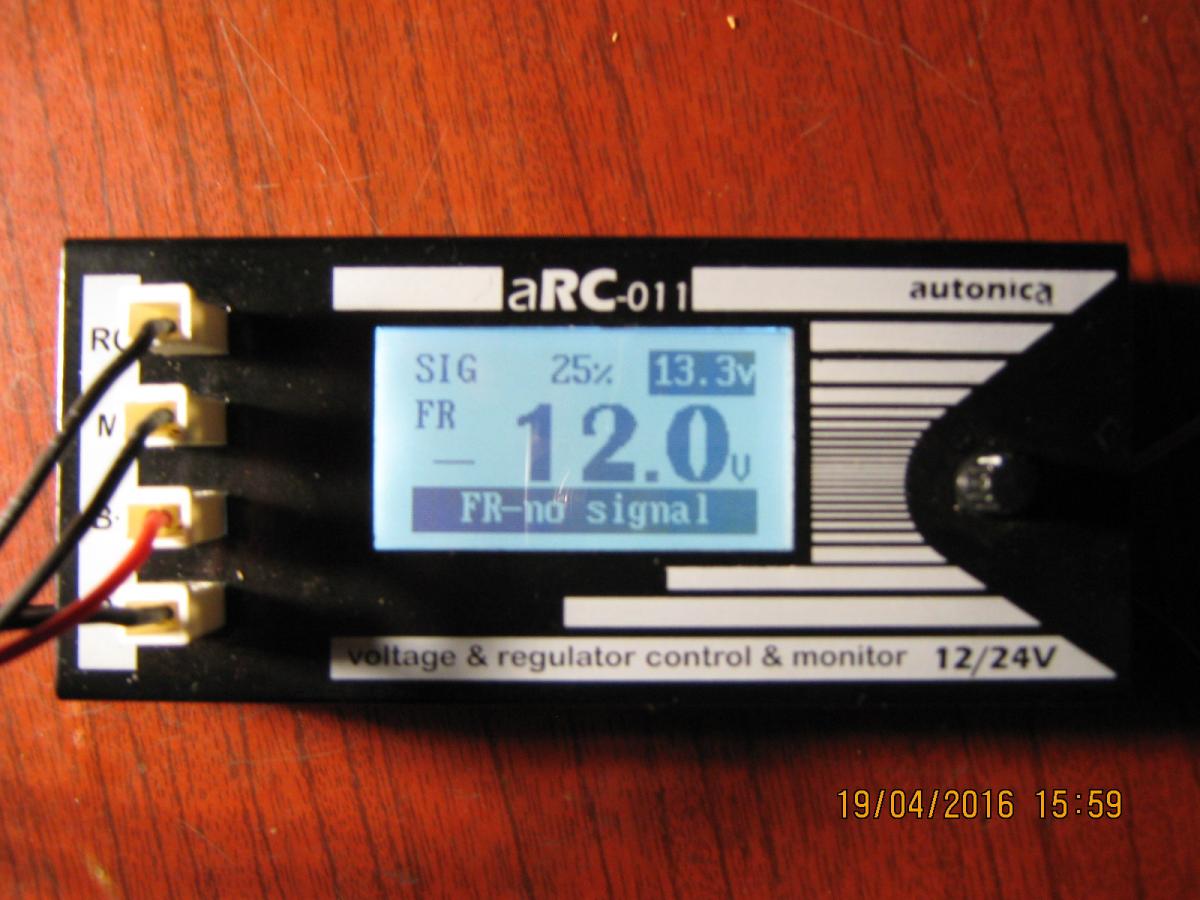 aRC-011
autonica
SIG 25% 13.3v
FR
— 12.0v
FR-no signal
M
voltage & regulator control & monitor 12/24V
19/04/2016 15:59